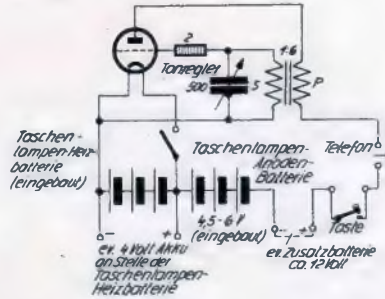 2
1:6
Tonregler
500
S
P
Taschen-
lampen-Heiz-
batterie
(eingebaut)
Taschenlampen-
Anoden-
Batterie
Telefon
4,5-6 V
(eingebaut)
Taste
- +
- +
ev. 4 Volt Akku
an Stelle der
Taschenlampen-
Heizbatterie
ev. Zusatzbatterie
ca. 12 Volt